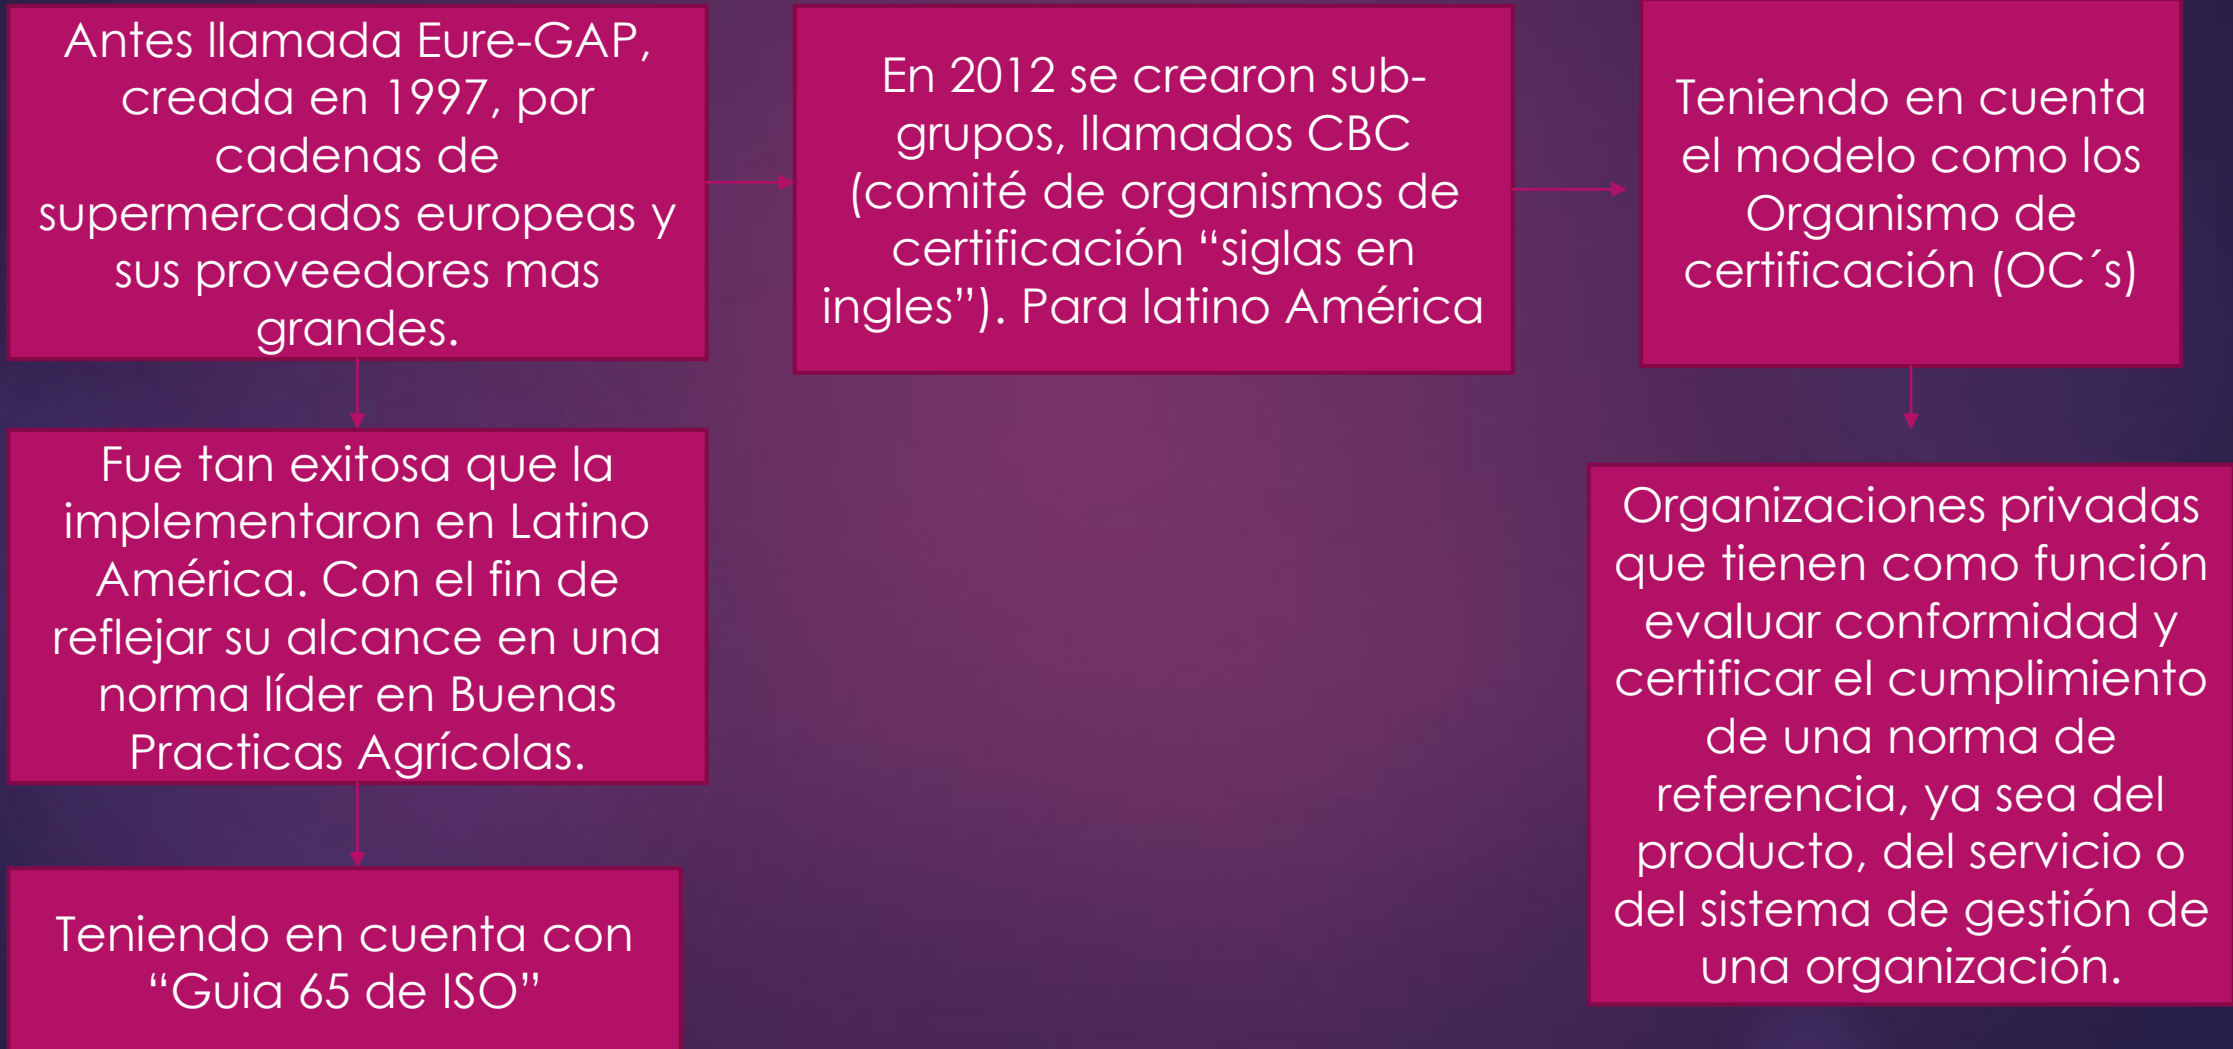 Antes llamada Eure-GAP,
creada en 1997, por
cadenas de
supermercados europeas y
sus proveedores mas
grandes.
En 2012 se crearon sub-
grupos, llamados CBC
(comité de organismos de
certificación “siglas en
ingles”). Para latino América
Teniendo en cuenta
el modelo como los
Organismo de
certificación (OC´s)
Fue tan exitosa que la
implementaron en Latino
América. Con el fin de
reflejar su alcance en una
norma líder en Buenas
Practicas Agrícolas.
Organizaciones privadas
que tienen como función
evaluar conformidad y
certificar el cumplimiento
de una norma de
referencia, ya sea del
producto, del servicio o
del sistema de gestión de
una organización.
Teniendo en cuenta con
“Guia 65 de ISO”